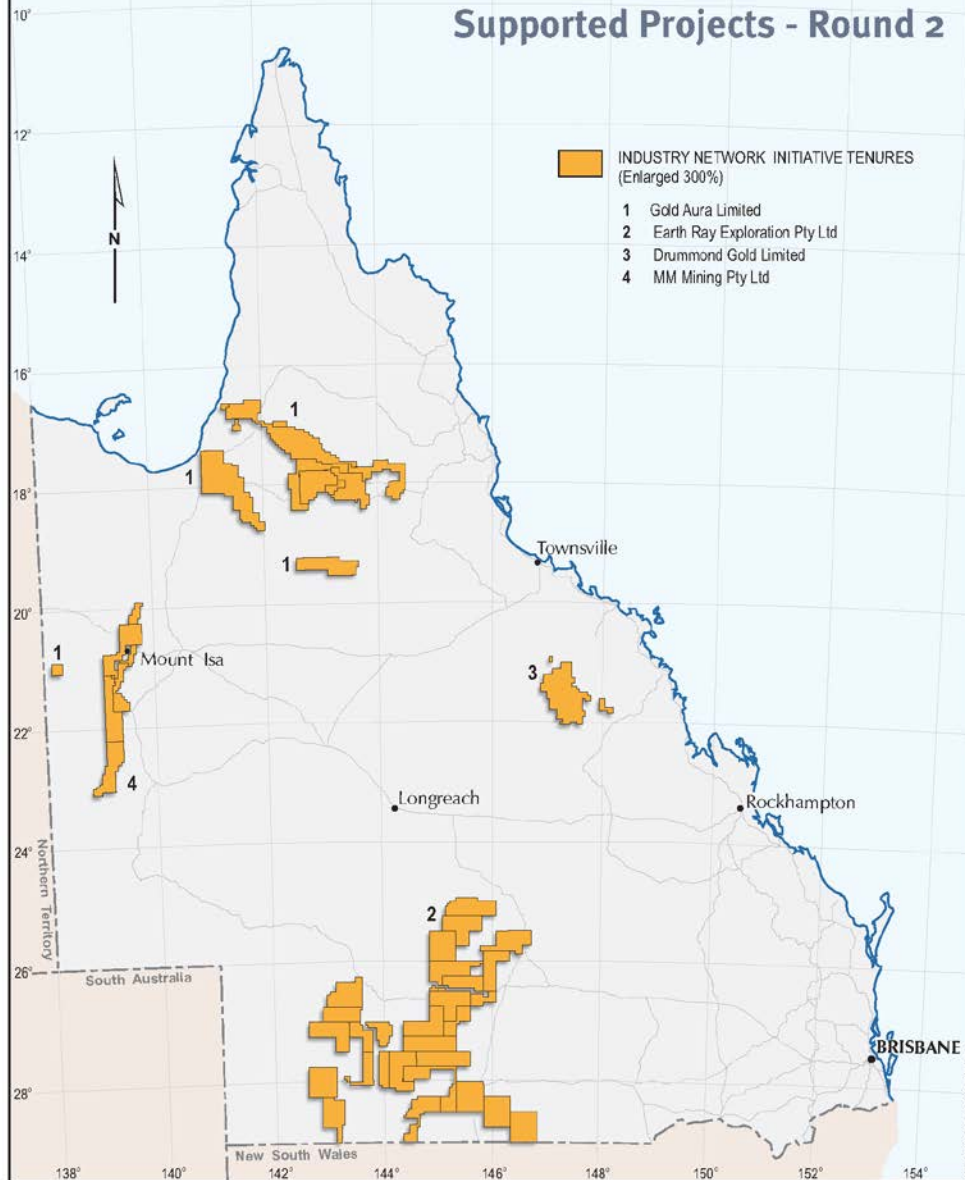 Supported Projects - Round 2
10°
12°
14°
16°
18°
20°
22°
24°
26°
28°
N
INDUSTRY NETWORK INITIATIVE TENURES
(Enlarged 300%)
1 Gold Aura Limited
2 Earth Ray Exploration Pty Ltd
3 Drummond Gold Limited
4 MM Mining Pty Ltd
1
1
1
Townsville
1
Mount Isa
3
4
Longreach
Rockhampton
Northern Territory
2
South Australia
BRISBANE
New South Wales
138° 140° 142° 144° 146° 148° 150° 152° 154°